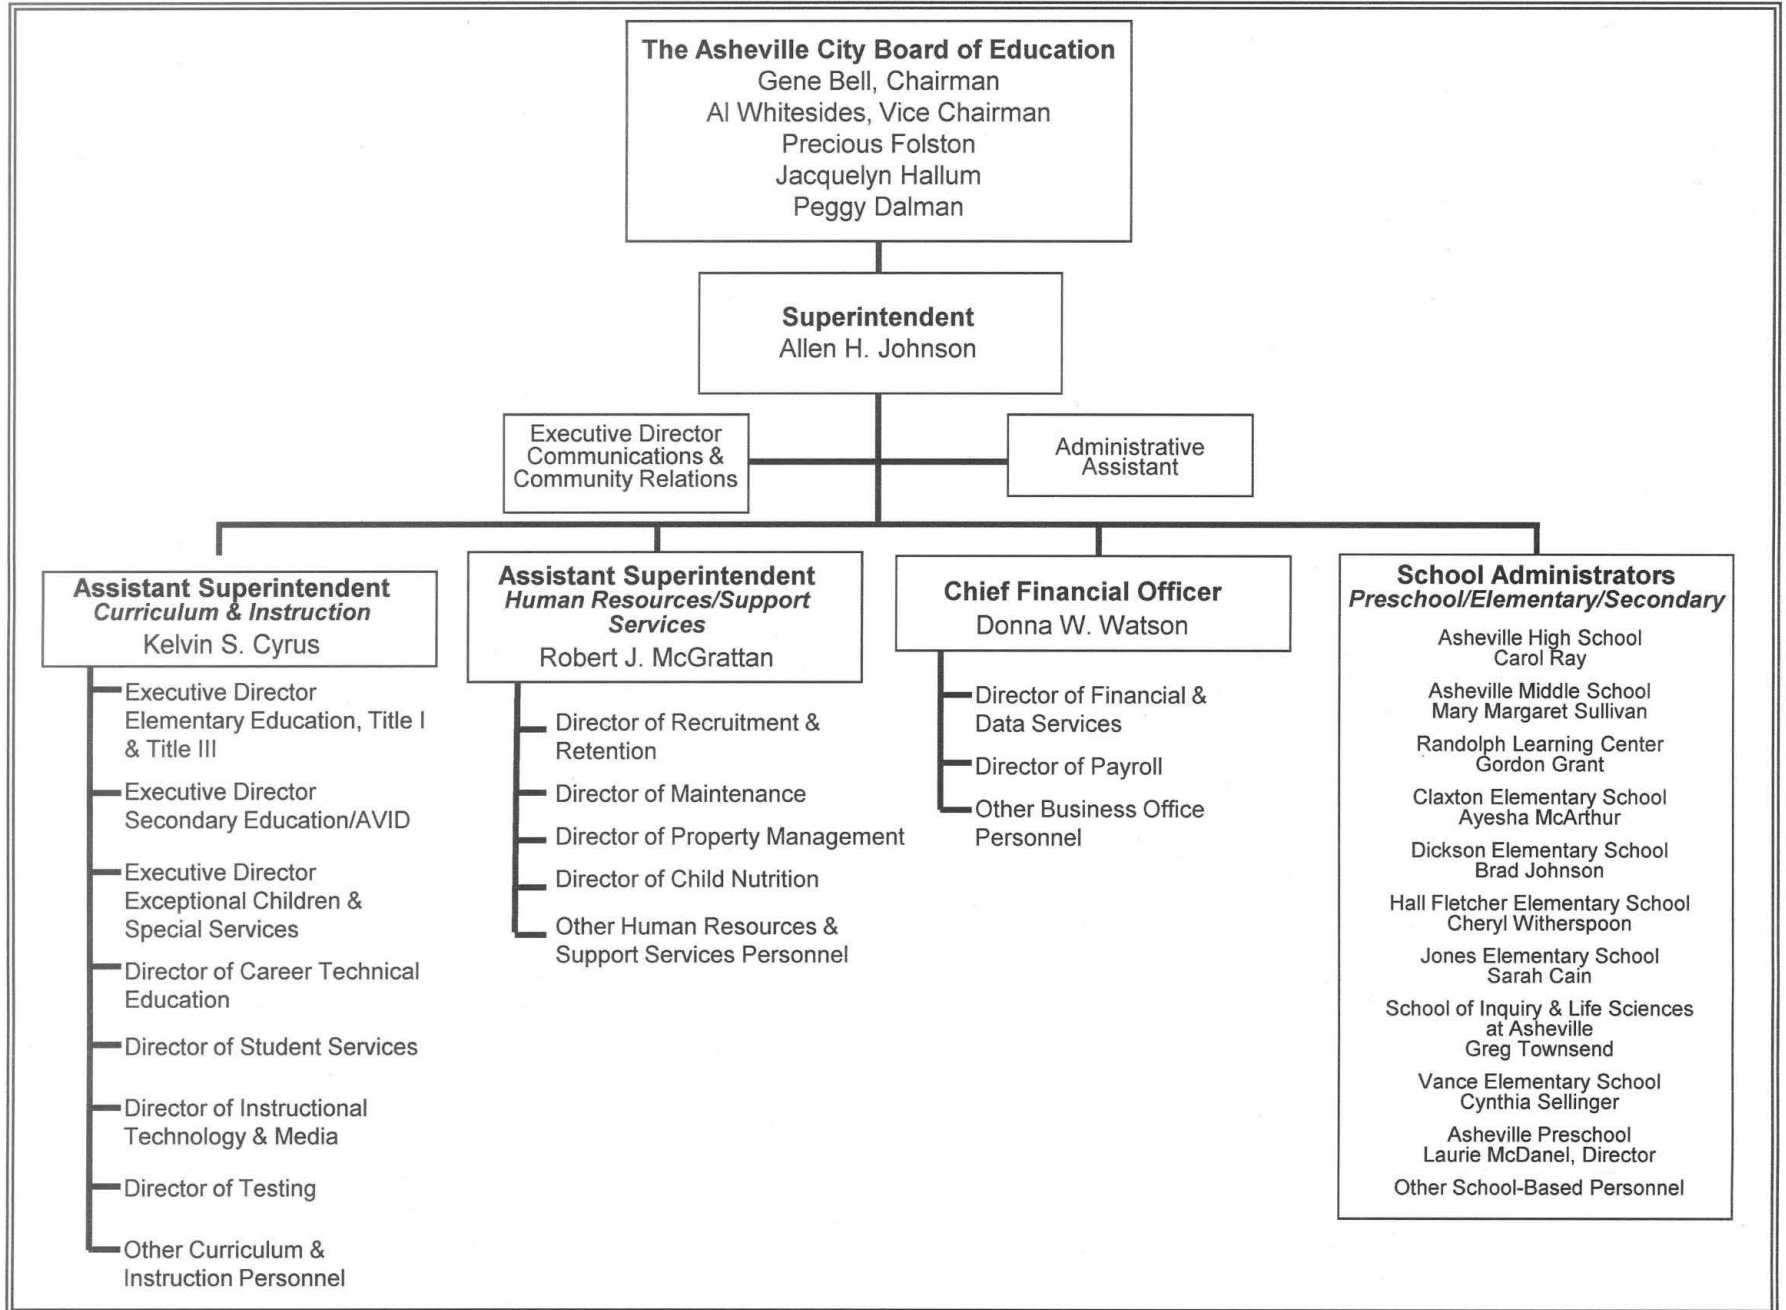 The Asheville City Board of Education
Gene Bell, Chairman
Al Whitesides, Vice Chairman
Precious Folston
Jacquelyn Hallum
Peggy Dalman
Superintendent
Allen H. Johnson
Executive Director
Communications &
Community Relations
Administrative
Assistant
Assistant Superintendent
Curriculum & Instruction
Kelvin S. Cyrus
Executive Director
Elementary Education, Title I
& Title III
Executive Director
Secondary Education/AVID
Executive Director
Exceptional Children &
Special Services
Director of Career Technical
Education
Director of Student Services
Director of Instructional
Technology & Media
Director of Testing
Other Curriculum &
Instruction Personnel
Assistant Superintendent
Human Resources/Support
Services
Robert J. McGrattan
Director of Recruitment &
Retention
Director of Maintenance
Director of Property Management
Director of Child Nutrition
Other Human Resources &
Support Services Personnel
Chief Financial Officer
Donna W. Watson
Director of Financial &
Data Services
Director of Payroll
Other Business Office
Personnel
School Administrators
Preschool/Elementary/Secondary
Asheville High School
Carol Ray
Asheville Middle School
Mary Margaret Sullivan
Randolph Learning Center
Gordon Grant
Claxton Elementary School
Ayesha McArthur
Dickson Elementary School
Brad Johnson
Hall Fletcher Elementary School
Cheryl Witherspoon
Jones Elementary School
Sarah Cain
School of Inquiry & Life Sciences
at Asheville
Greg Townsend
Vance Elementary School
Cynthia Sellinger
Asheville Preschool
Laurie McDanel, Director
Other School-Based Personnel